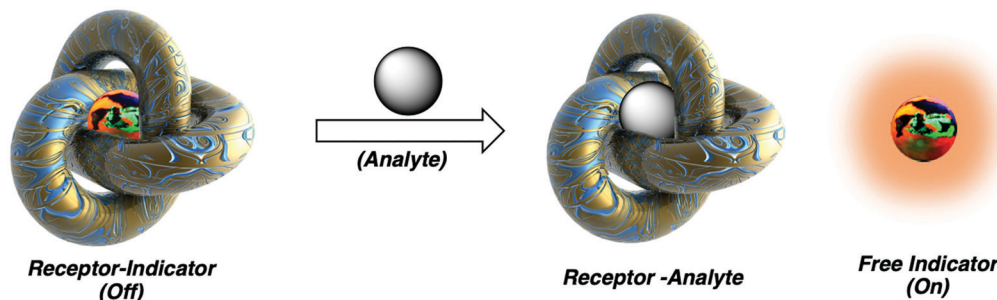 (Analyte)
Receptor-Indicator
(Off)
Receptor -Analyte
Free Indicator
(On)